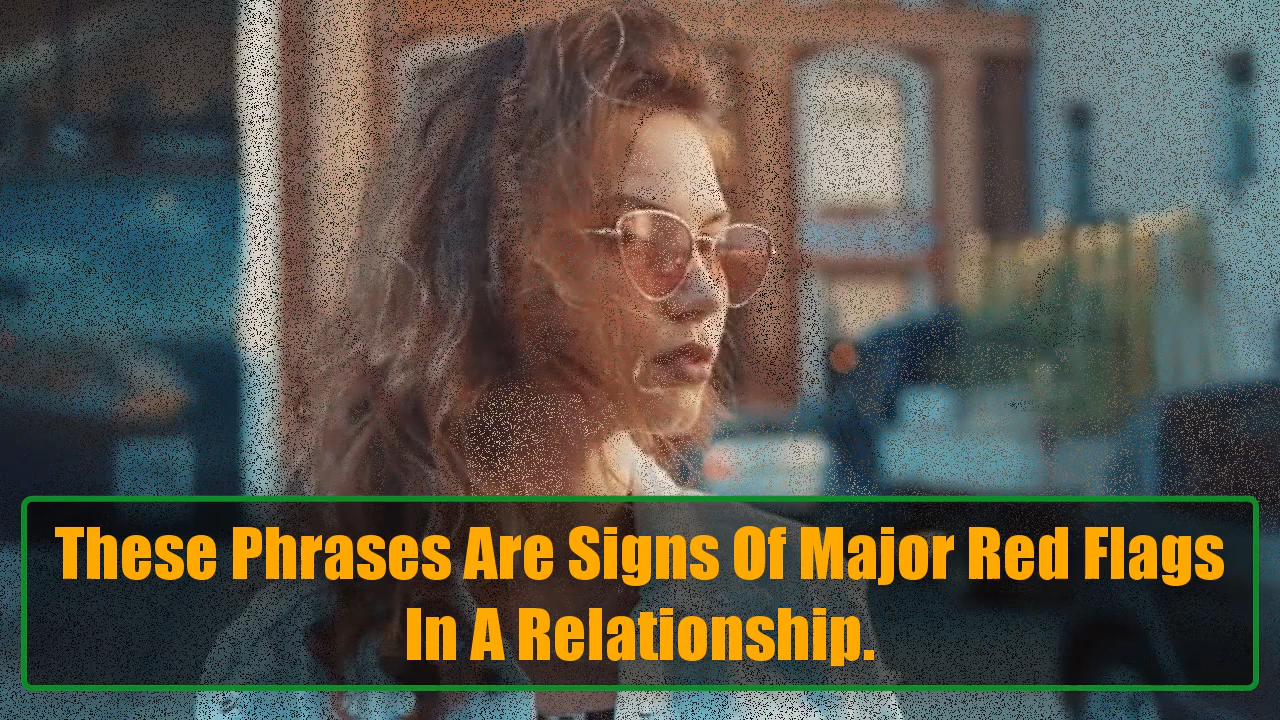 These Phrases Are Signs Of Major Red Flags
In A Relationship.